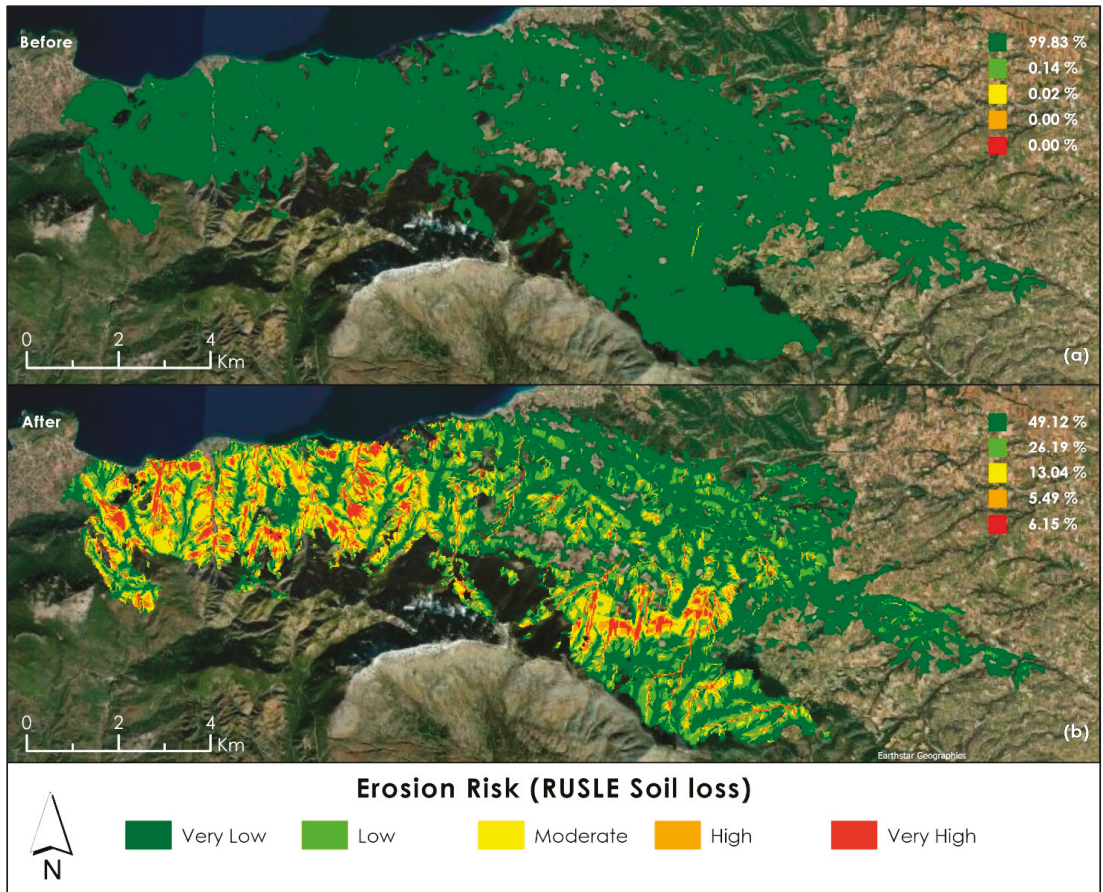 Before
99.83 %
0.14 %
0.02 %
0.00 %
0.00 %
0 2 4
Km
(a)
After
49.12 %
26.19 %
13.04 %
5.49 %
6.15 %
0 2 4
Km
(b)
Earthstar Geographics
Erosion Risk (RUSLE Soil loss)
N
Very Low Low Moderate High Very High